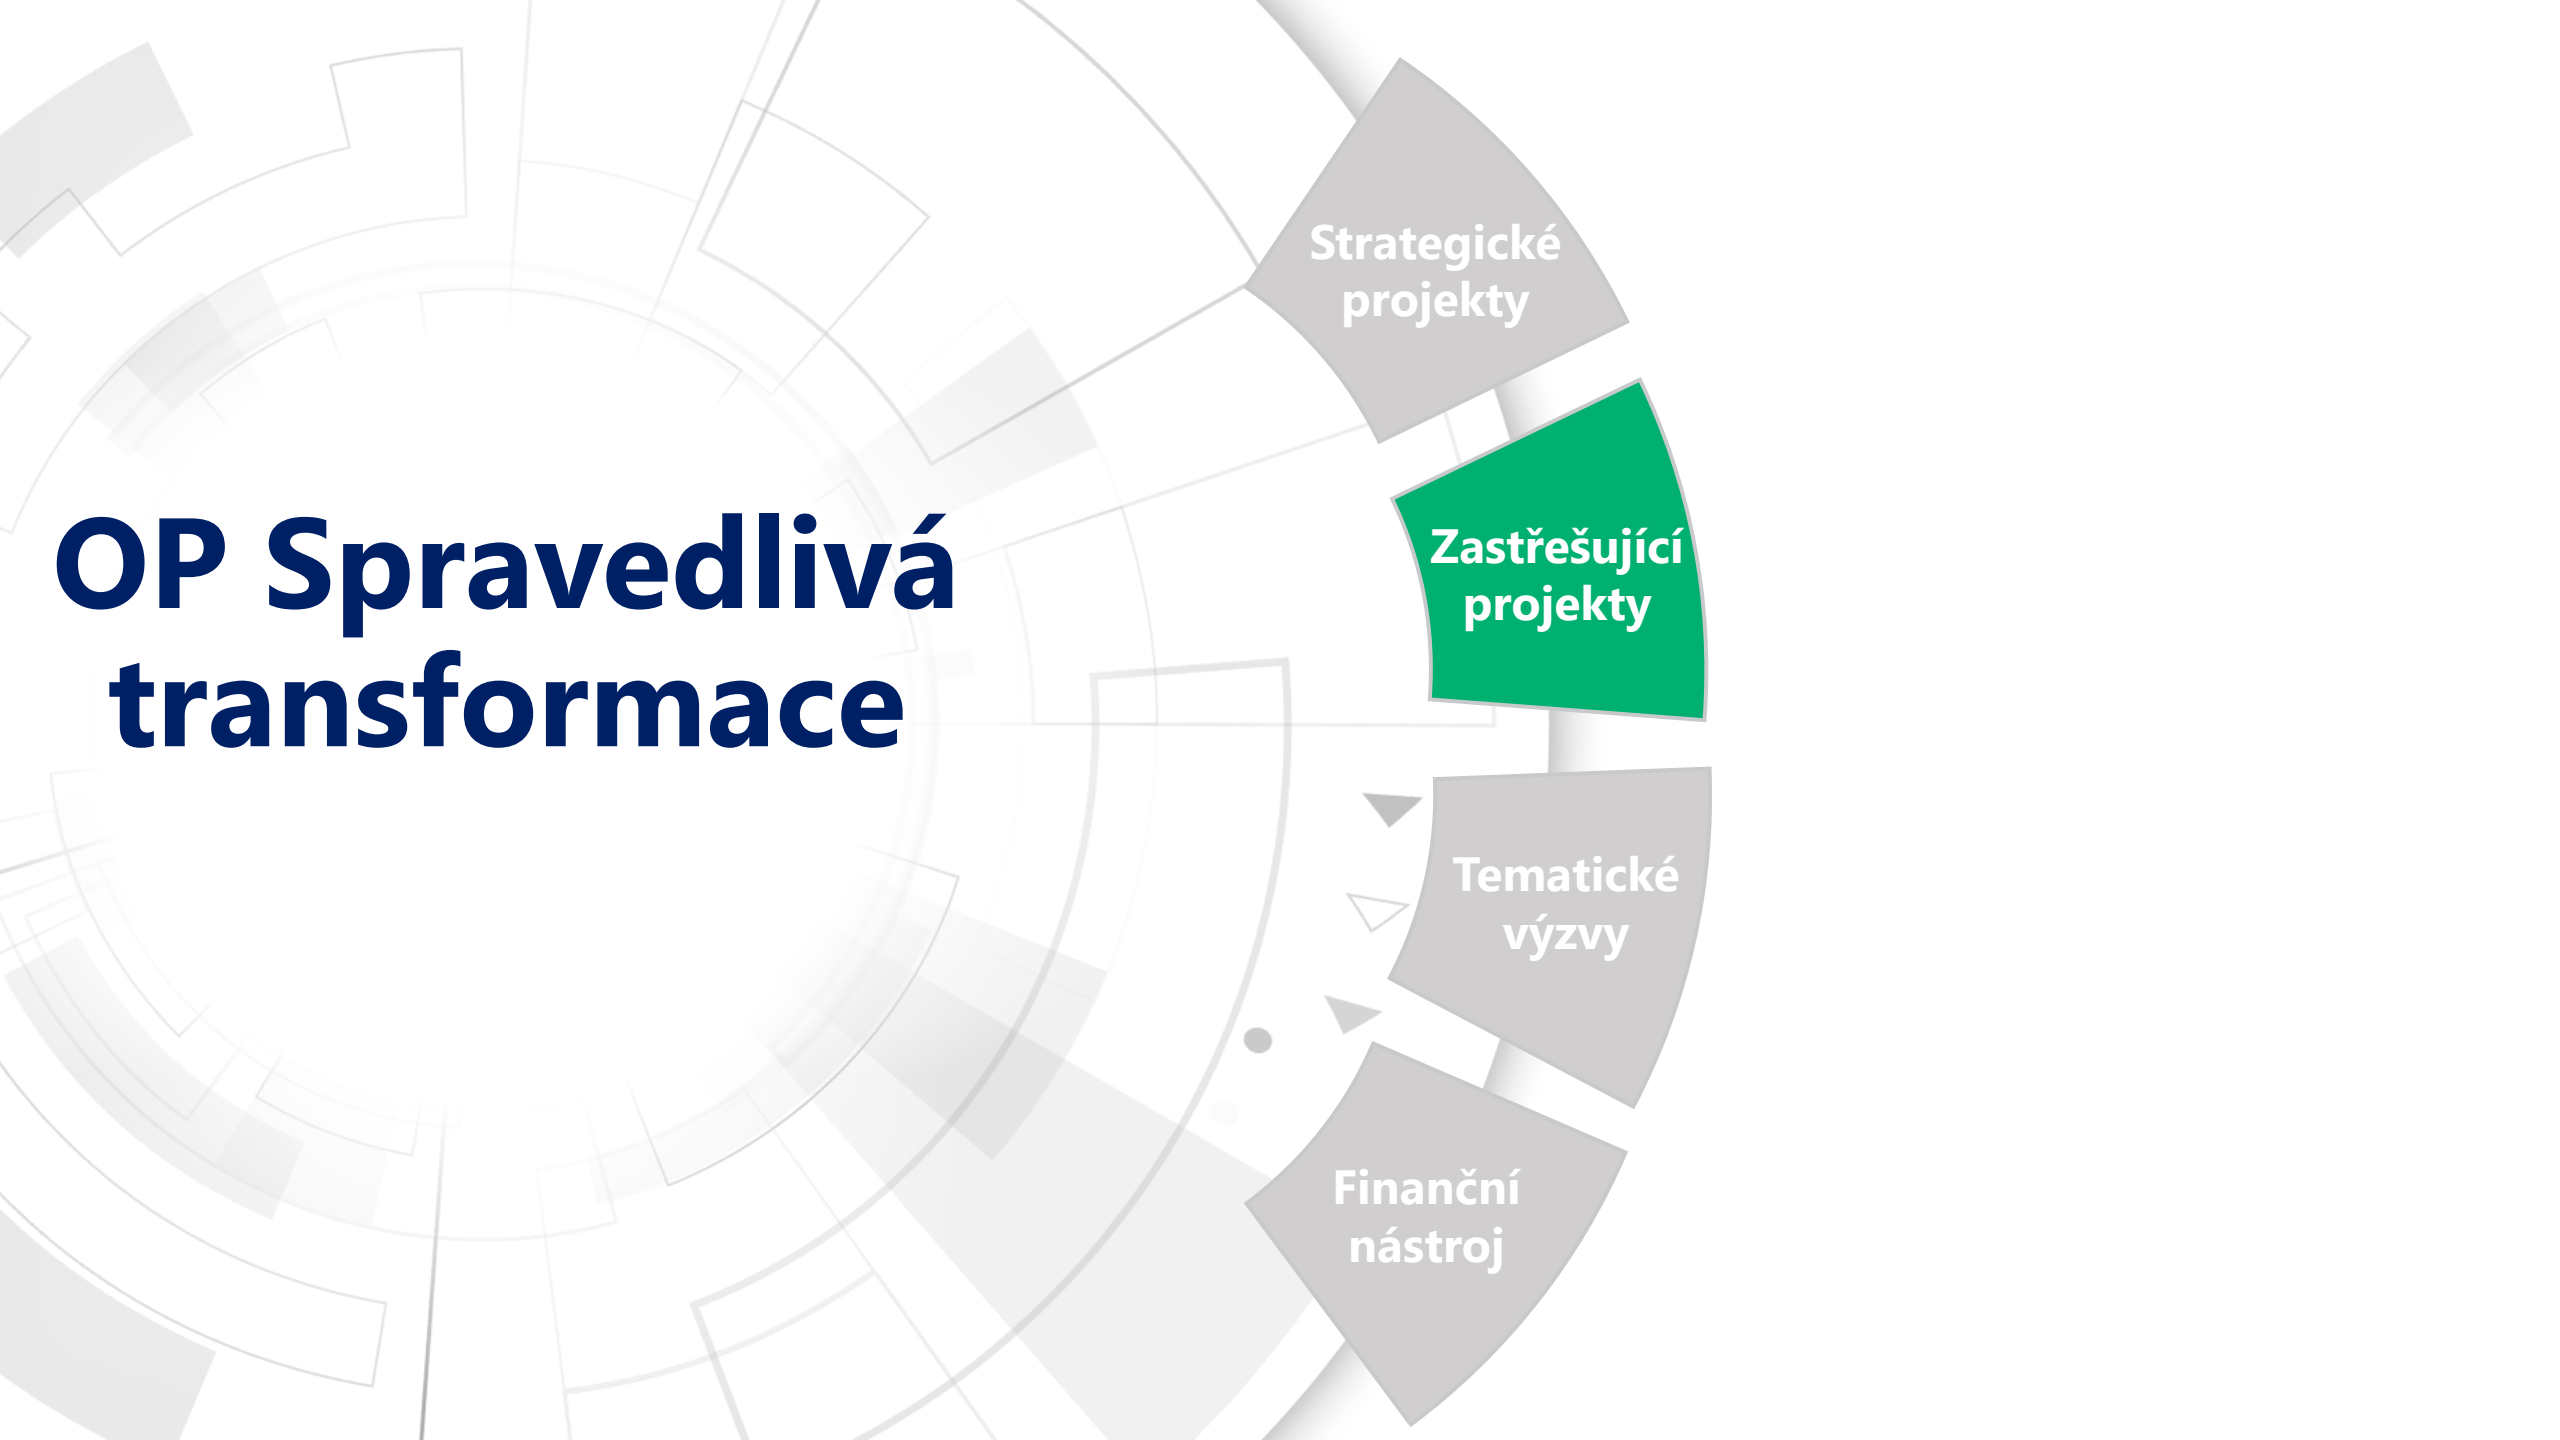 OP Spravedlivá
transformace
Strategické
projekty
Zastřešující
projekty
Tematické
výzvy
Finanční
nástroj